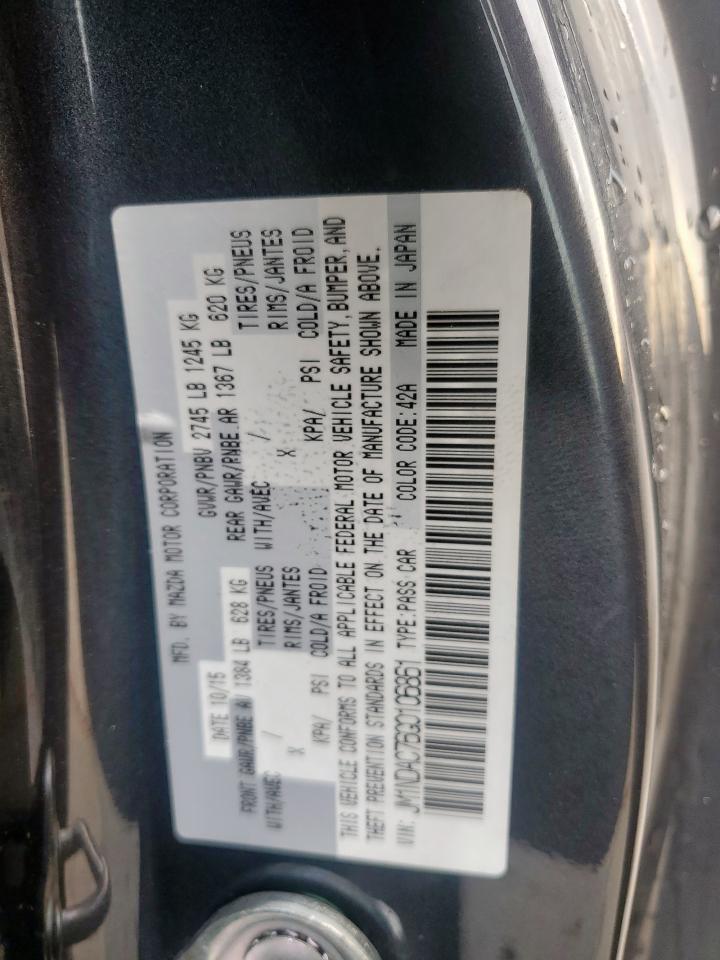 MFD. BY MAZDA MOTOR CORPORATION
DATE 10/15 GVWR/PNBV 2745 LB 1245 KG
FRONT GAWR/PNBE AV 1384 LB 628 KG REAR GAWR/PNBE AR 1367 LB 620 KG
WITH/AVEC / TIRES/PNEUS WITH/AVEC / TIRES/PNEUS
X RIMS/JANTES X RIMS/JANTES
KPA/ PSI COLD/A FROID KPA/ PSI COLD/A FROID
THIS VEHICLE CONFORMS TO ALL APPLICABLE FEDERAL MOTOR VEHICLE SAFETY, BUMPER, AND
THEFT PREVENTION STANDARDS IN EFFECT ON THE DATE OF MANUFACTURE SHOWN ABOVE.
VIN: JM1NDAC75G0106861 TYPE:PASS-CAR COLOR CODE:42A MADE IN JAPAN